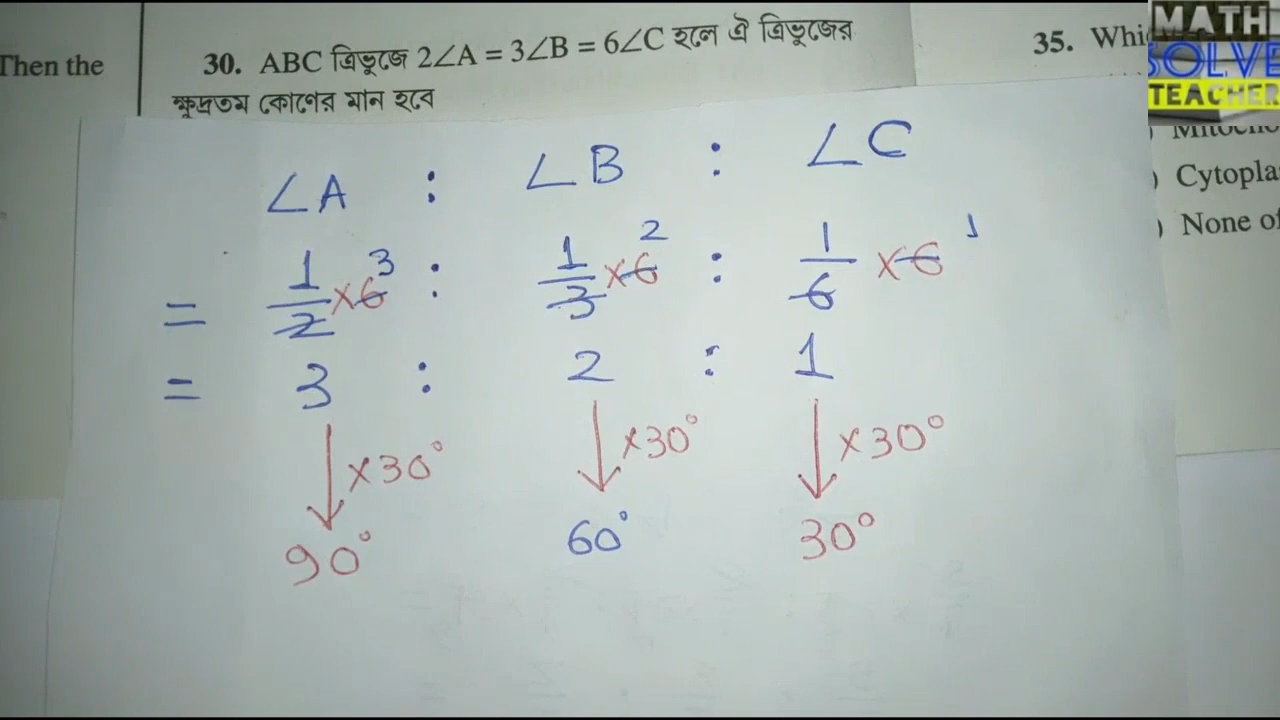 Then the
30. ABC ত্রিভুজে 2∠A = 3∠B = 6∠C হলে ঐ ত্রিভুজের
ক্ষুদ্রতম কোণের মান হবে
35. Whi
MATH
SOLVE
TEACHER
) Cytopla
) None of
∠A : ∠B : ∠C
= 1/2 ×6 3 : 1/3 ×6 2 : 1/6 ×6 1
= 3 : 2 : 1
×30° ×30° ×30°
90° 60° 30°